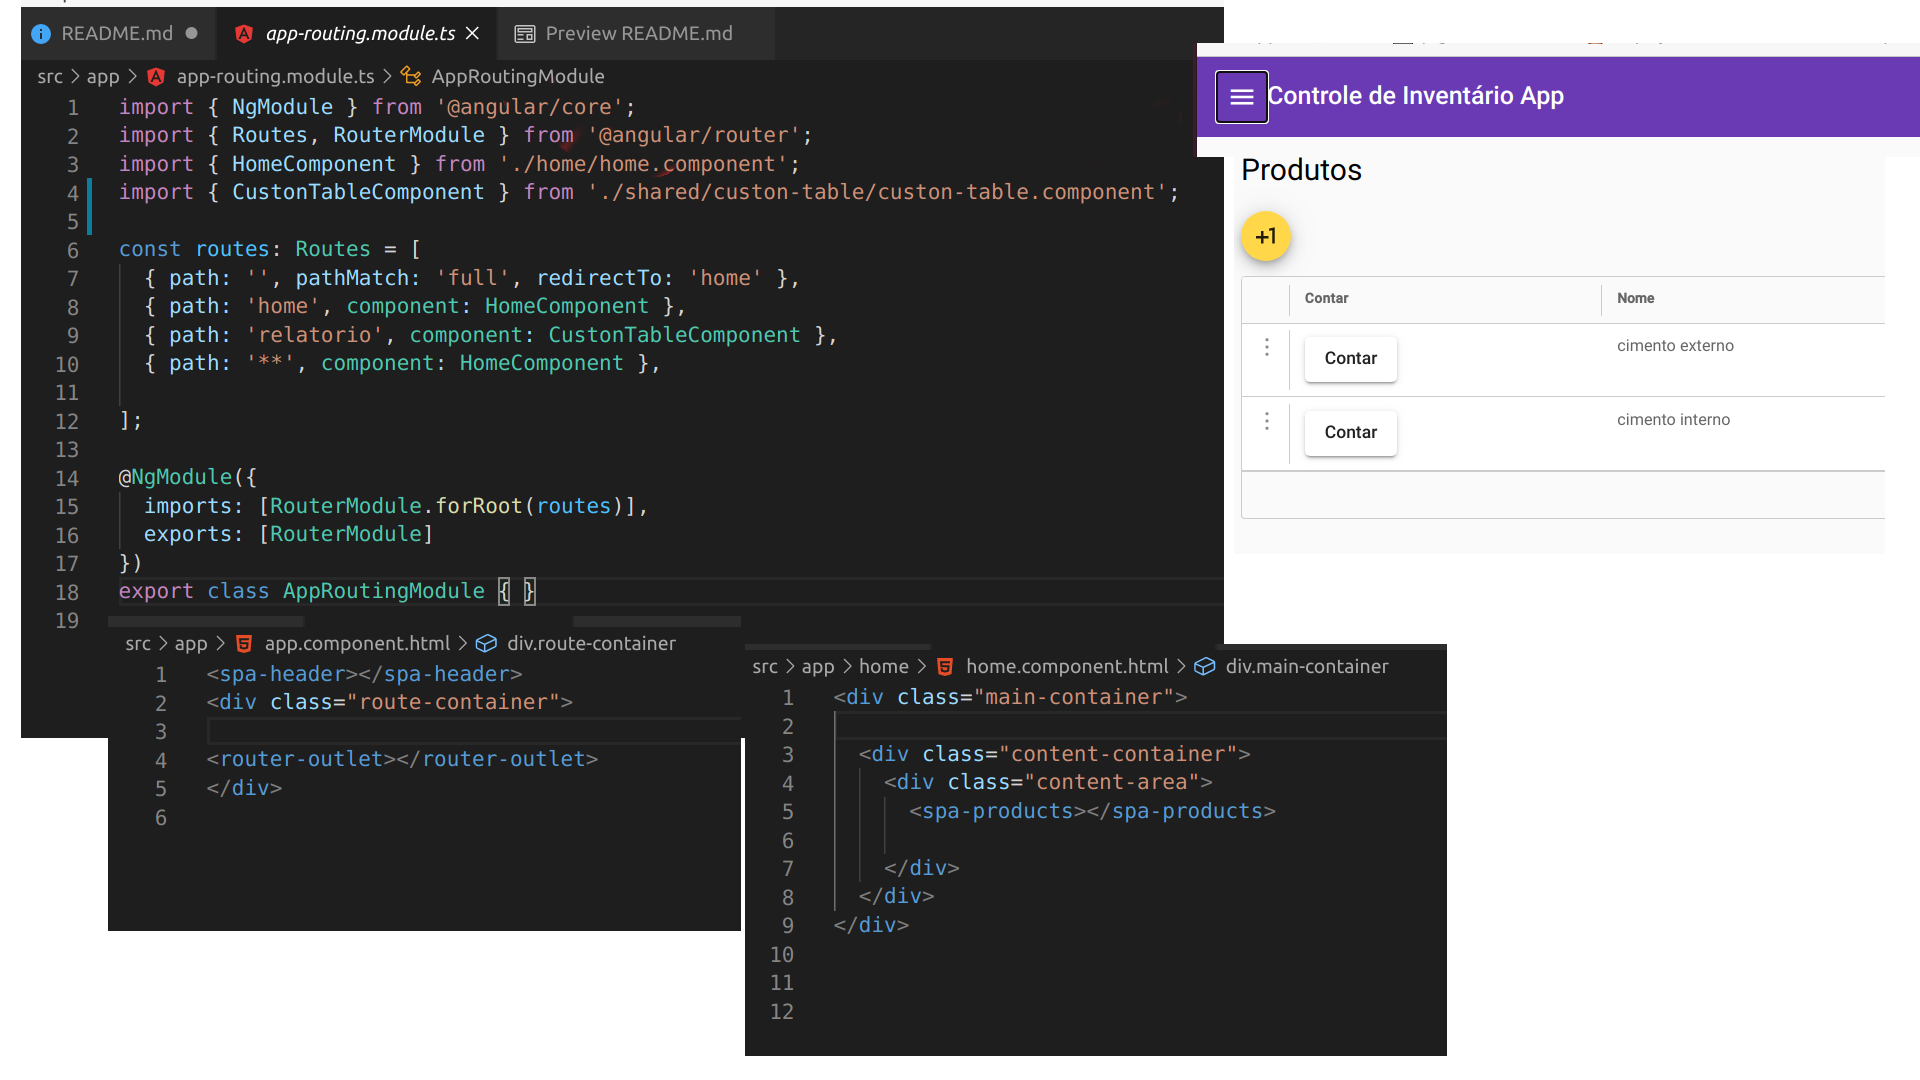 README.md
app-routing.module.ts
Preview README.md
src > app > app-routing.module.ts > AppRoutingModule
1 import { NgModule } from '@angular/core';
2 import { Routes, RouterModule } from '@angular/router';
3 import { HomeComponent } from './home/home.component';
4 import { CustonTableComponent } from './shared/custon-table/custon-table.component';
5
6 const routes: Routes = [
7 { path: '', pathMatch: 'full', redirectTo: 'home' },
8 { path: 'home', component: HomeComponent },
9 { path: 'relatorio', component: CustonTableComponent },
10 { path: '**', component: HomeComponent },
11
12 ];
13
14 @NgModule({
15 imports: [RouterModule.forRoot(routes)],
16 exports: [RouterModule]
17 })
18 export class AppRoutingModule { }
19
Controle de Inventário App
Produtos
+1
Contar Nome
Contar cimento externo
Contar cimento interno
src > app > app.component.html > div.route-container
1 <spa-header></spa-header>
2 <div class="route-container">
3
4 <router-outlet></router-outlet>
5 </div>
6
src > app > home > home.component.html > div.main-container
1 <div class="main-container">
2
3 <div class="content-container">
4 <div class="content-area">
5 <spa-products></spa-products>
6
7 </div>
8 </div>
9 </div>
10
11
12